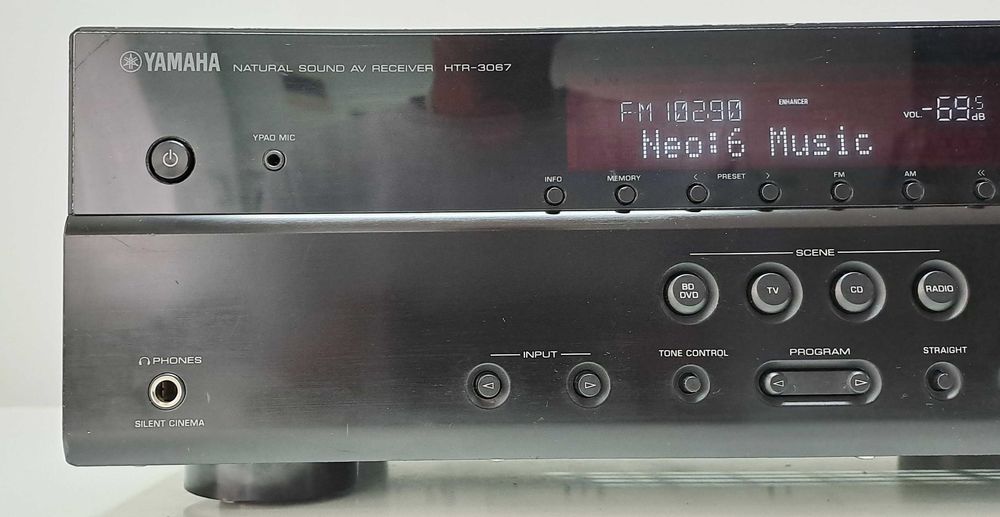 YAMAHA NATURAL SOUND AV RECEIVER HTR-3067
FM 102.90 ENHANCER VOL. -69.5 dB
Neo:6 Music
YPAO MIC
INFO MEMORY < PRESET > FM AM <<
SCENE
BD DVD TV CD RADIO
INPUT TONE CONTROL PROGRAM STRAIGHT
PHONES
SILENT CINEMA